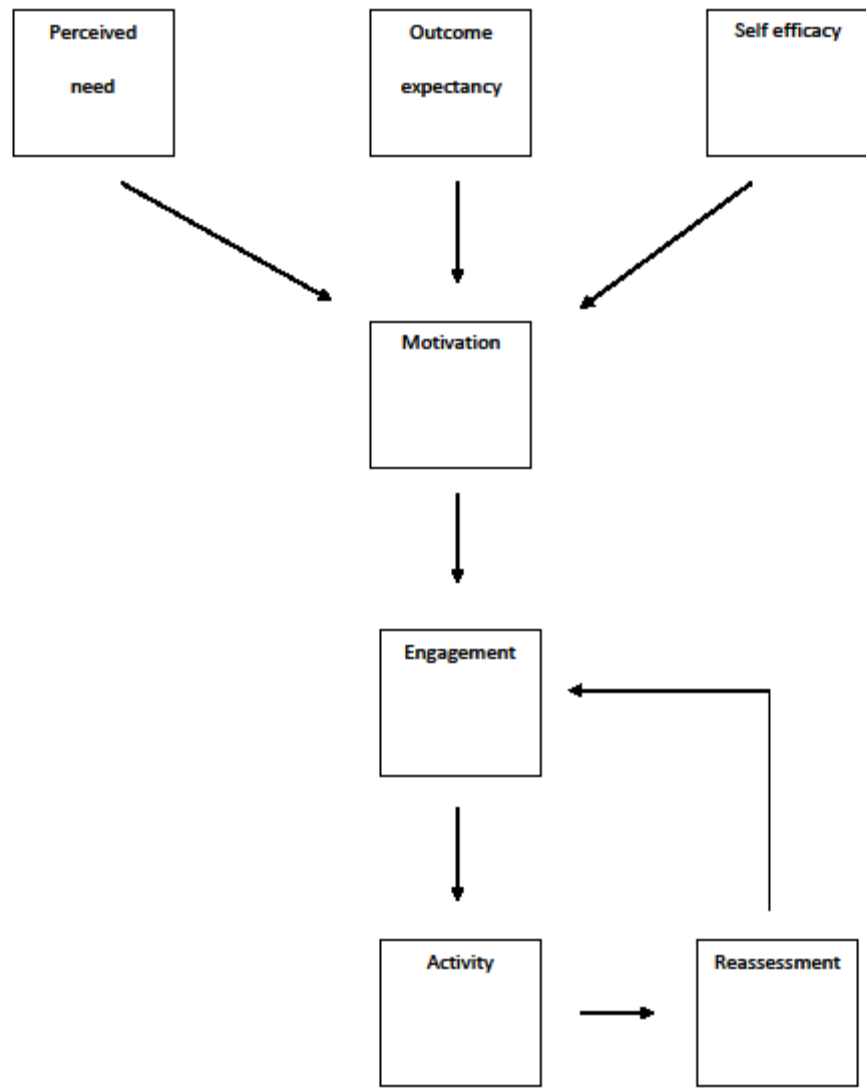 Perceived
need
Outcome
expectancy
Self efficacy
Motivation
Engagement
Activity
Reassessment